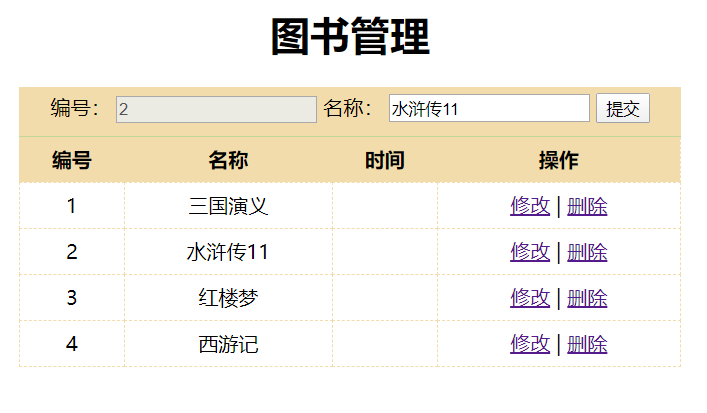 图书管理
编号： 2 名称： 水浒传11 提交
编号 名称 时间 操作
1 三国演义 修改 | 删除
2 水浒传11 修改 | 删除
3 红楼梦 修改 | 删除
4 西游记 修改 | 删除